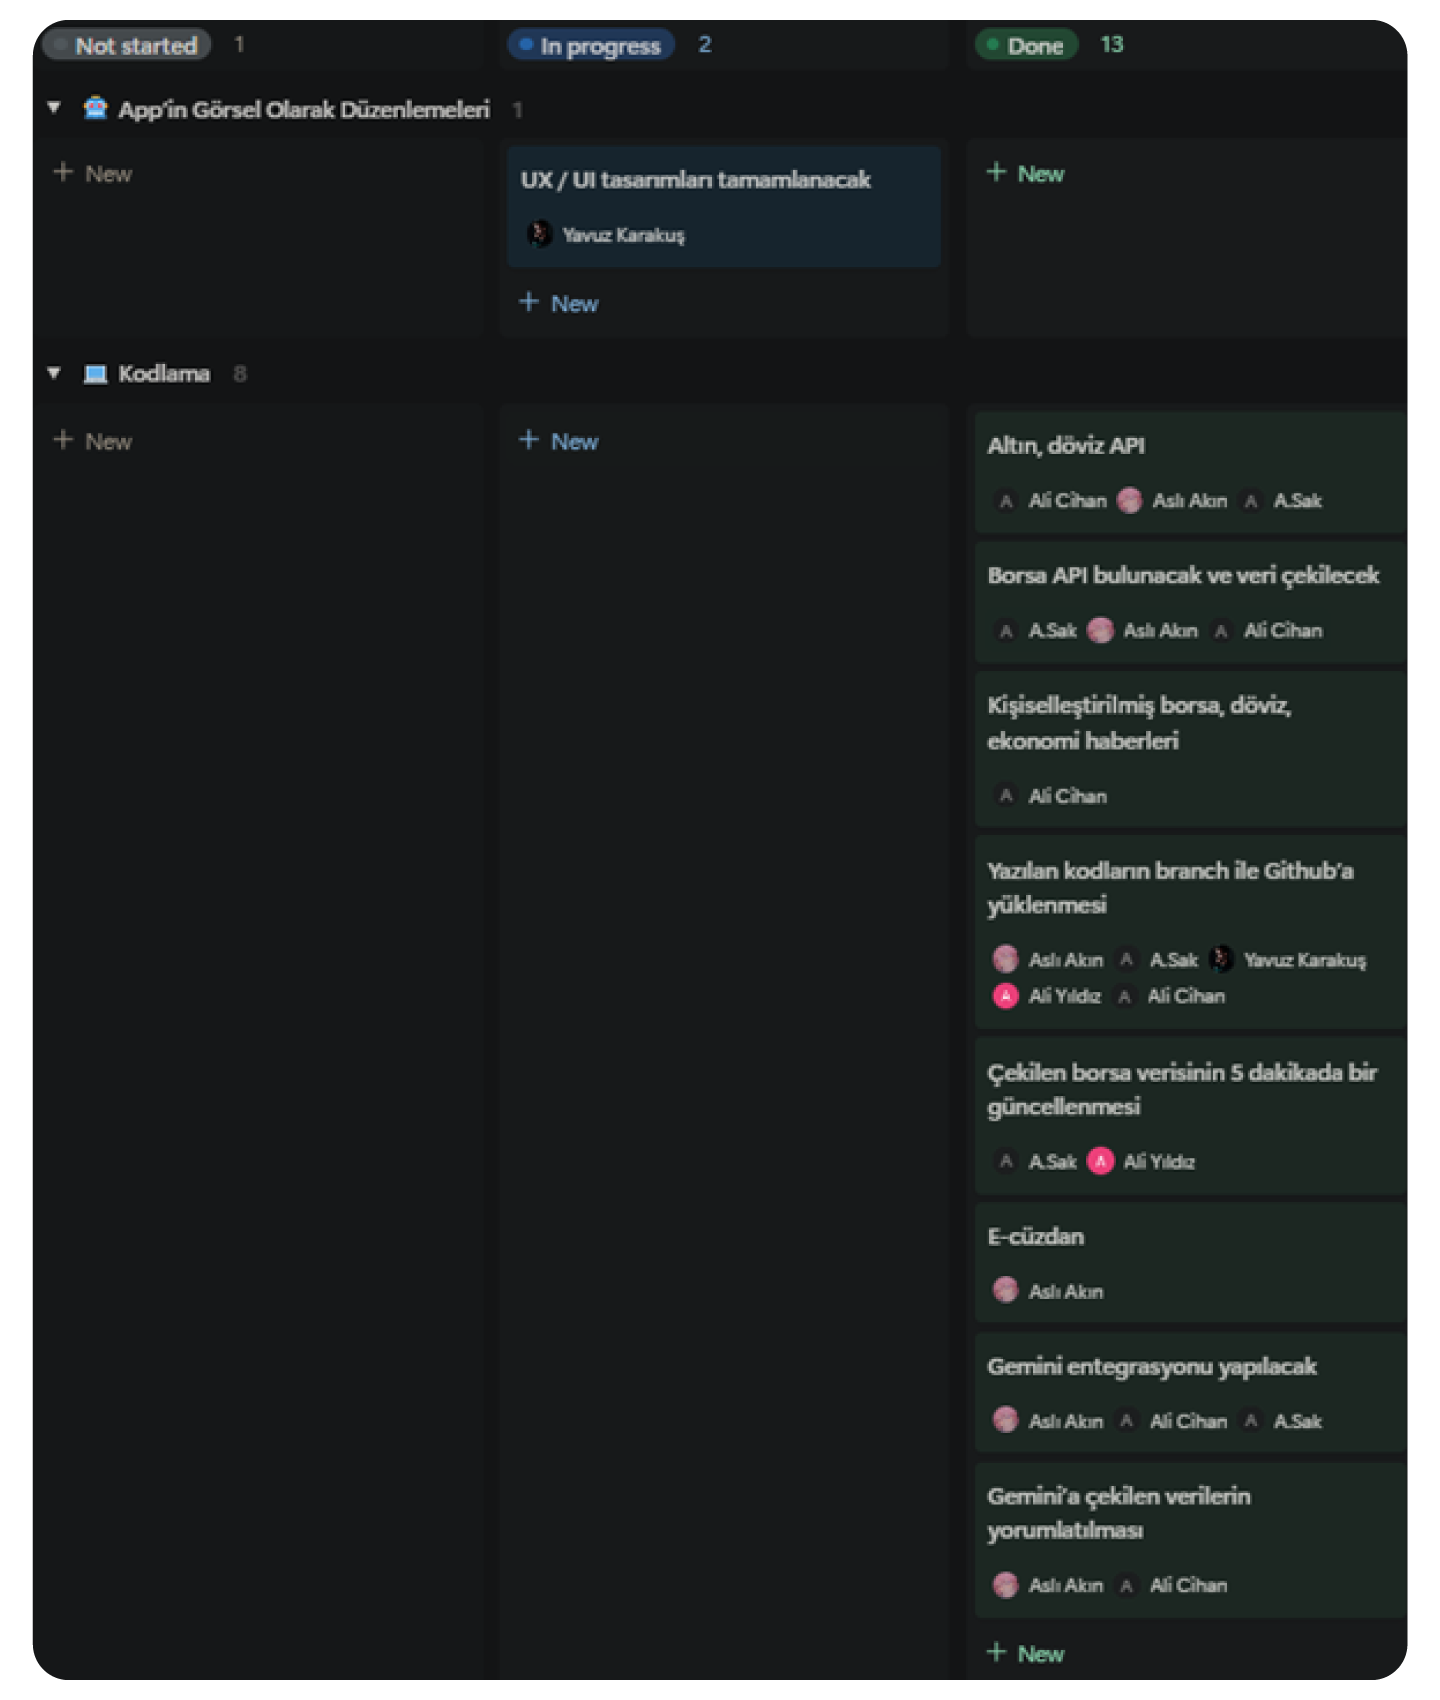 Not started 1
In progress 2
Done 13
App'in Görsel Olarak Düzenlemeleri 1
+ New
UX / UI tasarımları tamamlanacak
Yavuz Karakuş
+ New
+ New
Kodlama 8
+ New
+ New
Altın, döviz API
A Ali Cihan Aslı Akın A A.Sak
Borsa API bulunacak ve veri çekilecek
A A.Sak Aslı Akın A Ali Cihan
Kişiselleştirilmiş borsa, döviz,
ekonomi haberleri
A Ali Cihan
Yazılan kodların branch ile Github'a
yüklenmesi
Aslı Akın A A.Sak Yavuz Karakuş
A Ali Yıldız A Ali Cihan
Çekilen borsa verisinin 5 dakikada bir
güncellenmesi
A A.Sak A Ali Yıldız
E-cüzdan
Aslı Akın
Gemini entegrasyonu yapılacak
Aslı Akın A Ali Cihan A A.Sak
Gemini'a çekilen verilerin
yorumlatılması
Aslı Akın A Ali Cihan
+ New